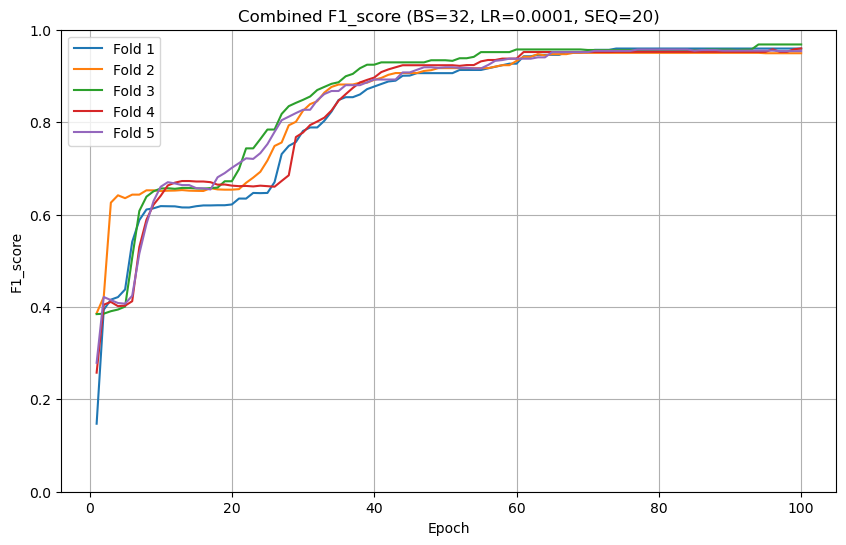 Combined F1_score (BS=32, LR=0.0001, SEQ=20)
Fold 1
Fold 2
Fold 3
Fold 4
Fold 5
1.0
0.8
0.6
0.4
0.2
0.0
F1_score
0 20 40 60 80 100
Epoch